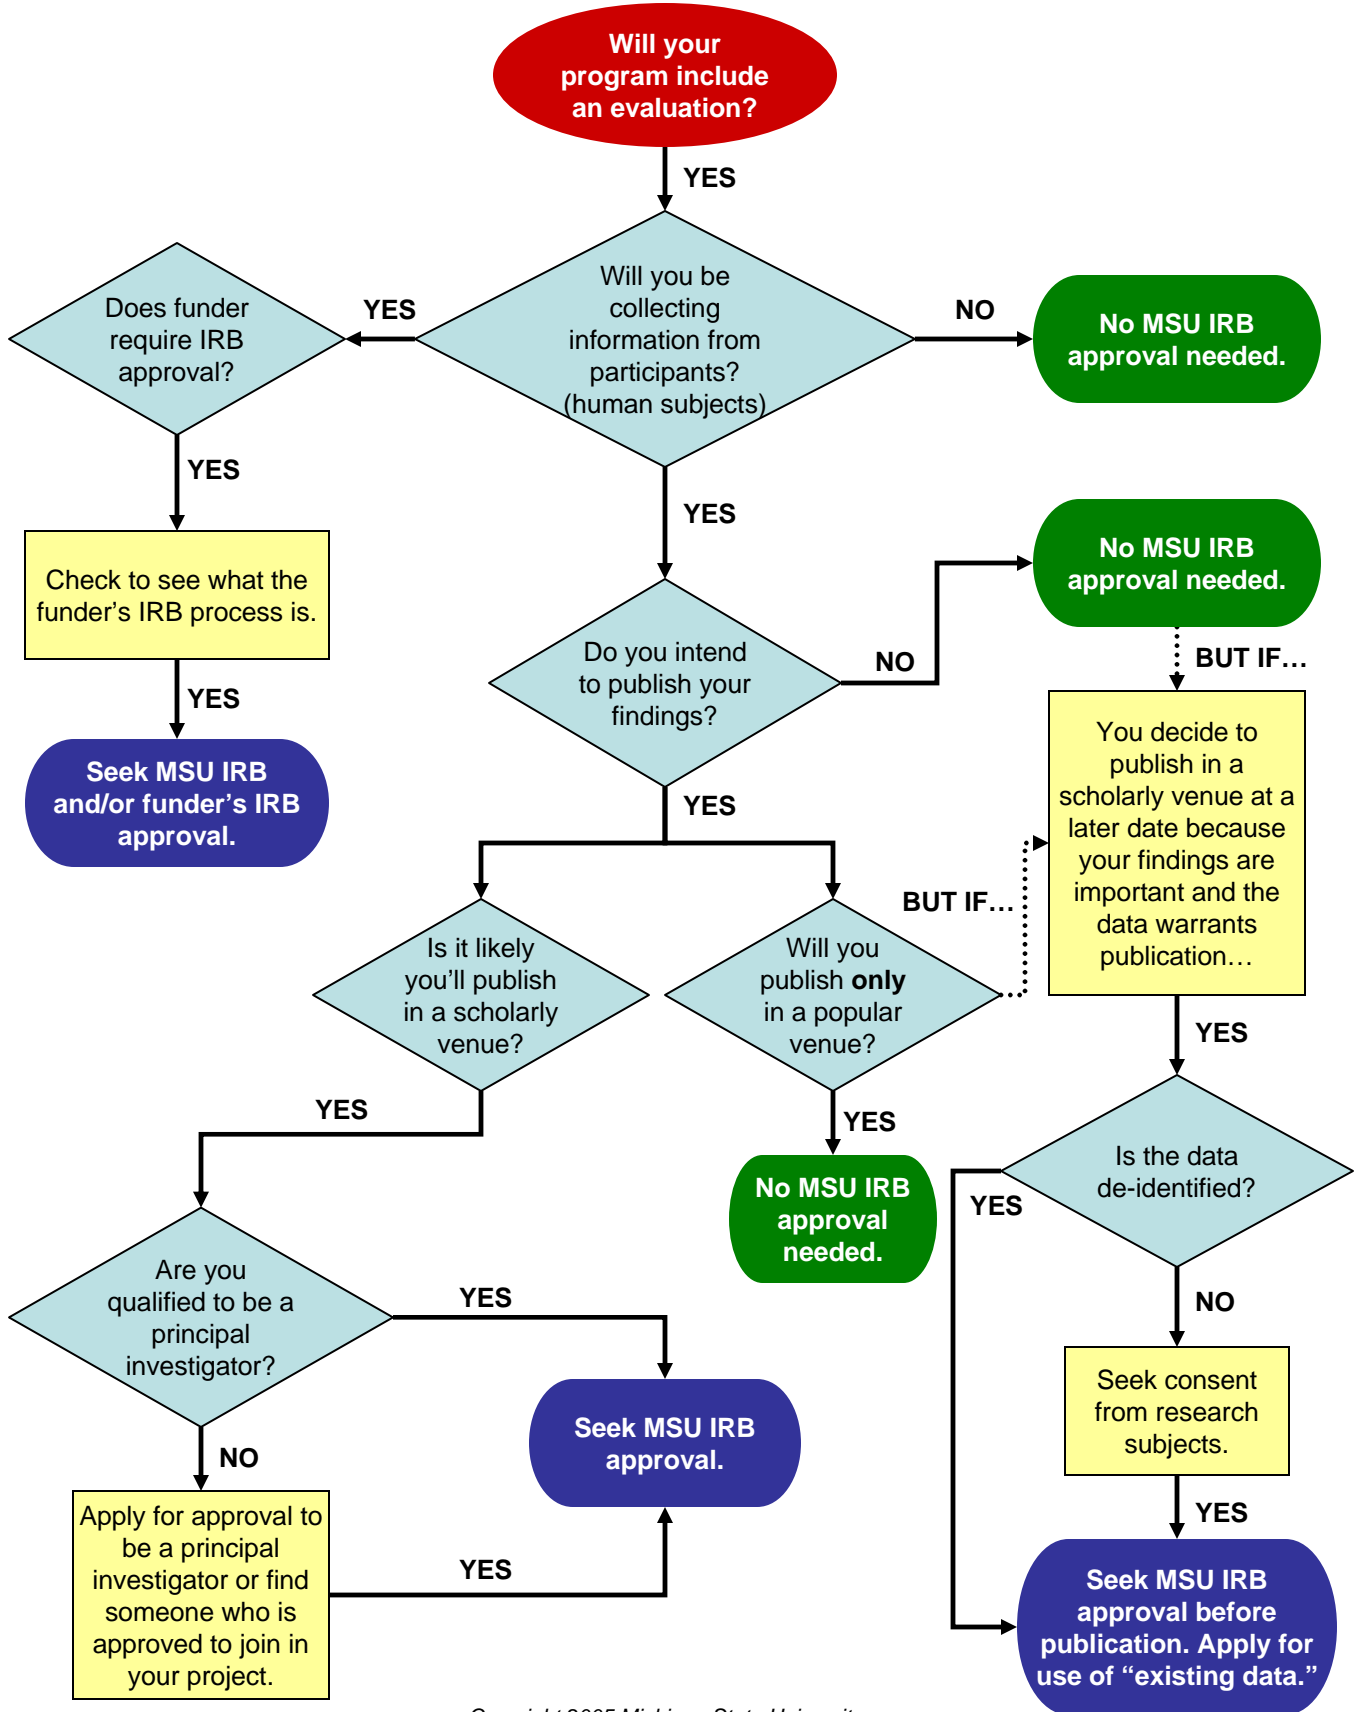 Will your
program include
an evaluation?
YES
Will you be
collecting
information from
participants?
(human subjects)
YES
Does funder
require IRB
approval?
NO
No MSU IRB
approval needed.
YES
Check to see what the
funder’s IRB process is.
YES
Seek MSU IRB
and/or funder’s IRB
approval.
YES
Do you intend
to publish your
findings?
NO
No MSU IRB
approval needed.
BUT IF…
You decide to
publish in a
scholarly venue at a
later date because
your findings are
important and the
data warrants
publication…
YES
Is it likely
you’ll publish
in a scholarly
venue?
Will you
publish only
in a popular
venue?
BUT IF…
YES
No MSU IRB
approval
needed.
YES
Is the data
de-identified?
YES
NO
Seek consent
from research
subjects.
YES
Seek MSU IRB
approval before
publication. Apply for
use of “existing data.”
YES
Are you
qualified to be a
principal
investigator?
YES
Seek MSU IRB
approval.
NO
Apply for approval to
be a principal
investigator or find
someone who is
approved to join in
your project.
YES
Copyright 2005 Michigan State University